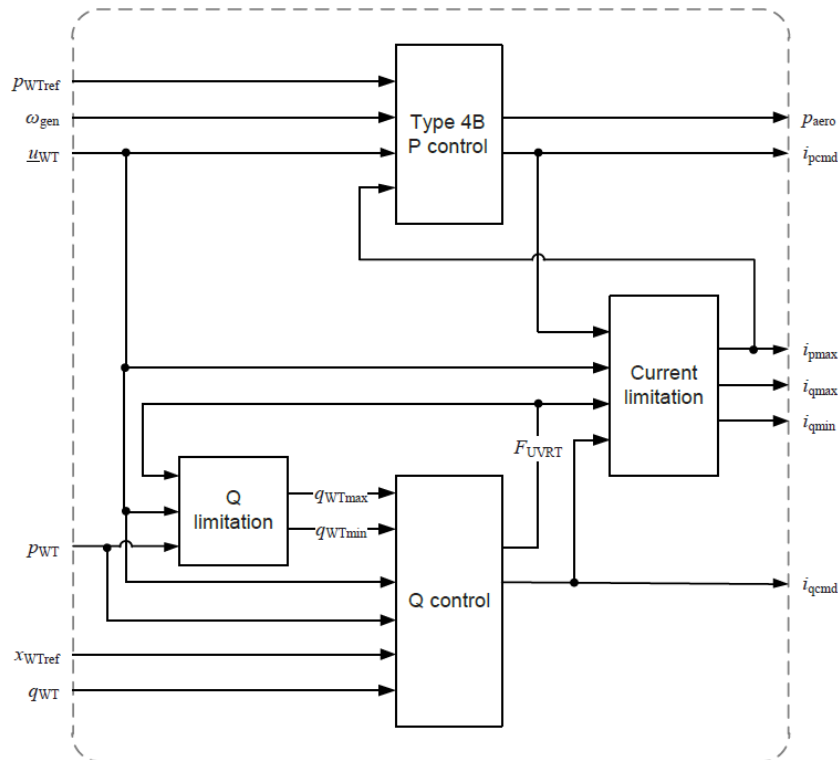 p_WTref
ω_gen
u_WT
Type 4B
P control
p_aero
i_pcmd
Current
limitation
i_pmax
i_qmax
i_qmin
F_UVRT
Q
limitation
q_WTmax
q_WTmin
p_WT
Q control
i_qcmd
x_WTref
q_WT